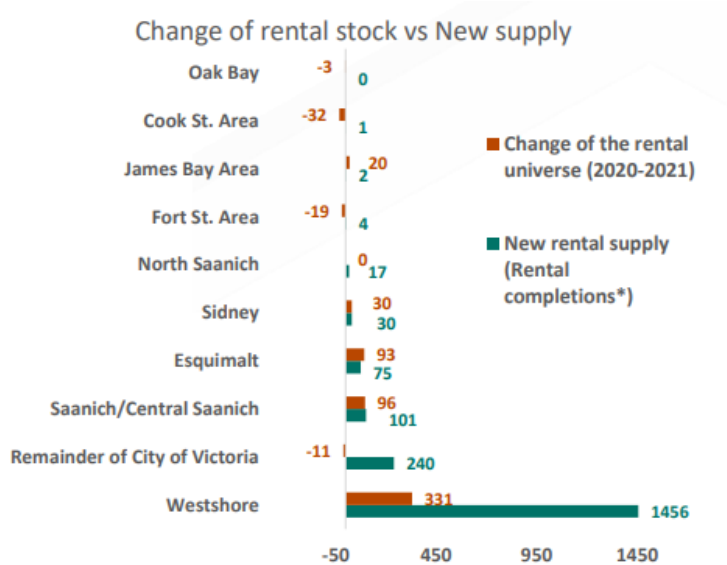 Change of rental stock vs New supply
Oak Bay
-3
0
Cook St. Area
-32
1
James Bay Area
20
2
Fort St. Area
-19
4
North Saanich
0
17
Sidney
30
30
Esquimalt
93
75
Saanich/Central Saanich
96
101
Remainder of City of Victoria
-11
240
Westshore
331
1456
-50 450 950 1450
Change of the rental
universe (2020-2021)
New rental supply
(Rental
completions*)